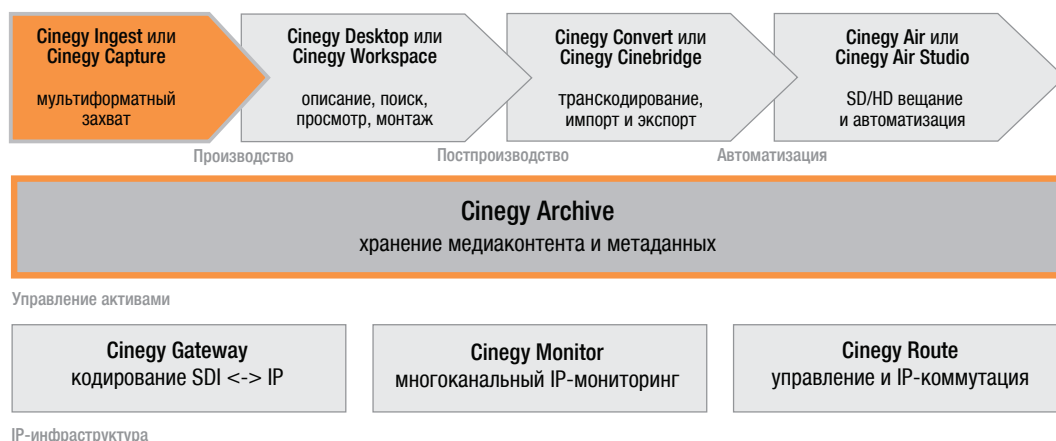 Cinegy Ingest или
Cinegy Capture
мультиформатный
захват
Cinegy Desktop или
Cinegy Workspace
описание, поиск,
просмотр, монтаж
Cinegy Convert или
Cinegy Cinebridge
транскодирование,
импорт и экспорт
Cinegy Air или
Cinegy Air Studio
SD/HD вещание
и автоматизация
Производство
Постпроизводство
Автоматизация
Cinegy Archive
хранение медиаконтента и метаданных
Управление активами
Cinegy Gateway
кодирование SDI <-> IP
Cinegy Monitor
многоканальный IP-мониторинг
Cinegy Route
управление и IP-коммутация
IP-инфраструктура